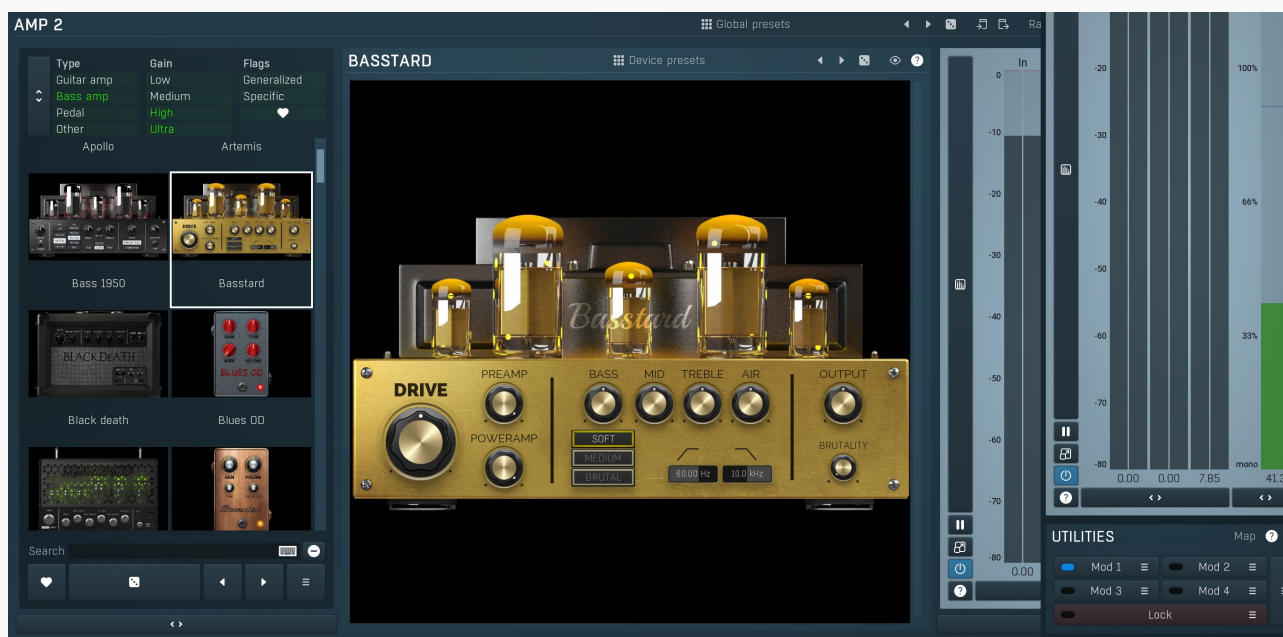 AMP 2
Global presets
Ra
Type
Guitar amp
Bass amp
Pedal
Other
Gain
Low
Medium
High
Ultra
Flags
Generalized
Specific
Apollo
Artemis
Bass 1950
Basstard
BLACKDEATH
BLUES OD
Black death
Blues OD
GAIN VOLUME
Search
BASSTARD
Device presets
Basstard
DRIVE
PREAMP
POWERAMP
BASS MID TREBLE AIR
SOFT
MEDIUM
BRUTAL
60.00 Hz
10.0 kHz
OUTPUT
BRUTALITY
In
0
-10
-20
-30
-40
-50
-60
-70
-80
0.00
-20
-30
-40
-50
-60
-70
-80
100%
66%
33%
mono
0.00 0.00 7.85 41.3
UTILITIES
Map
Mod 1
Mod 2
Mod 3
Mod 4
Lock